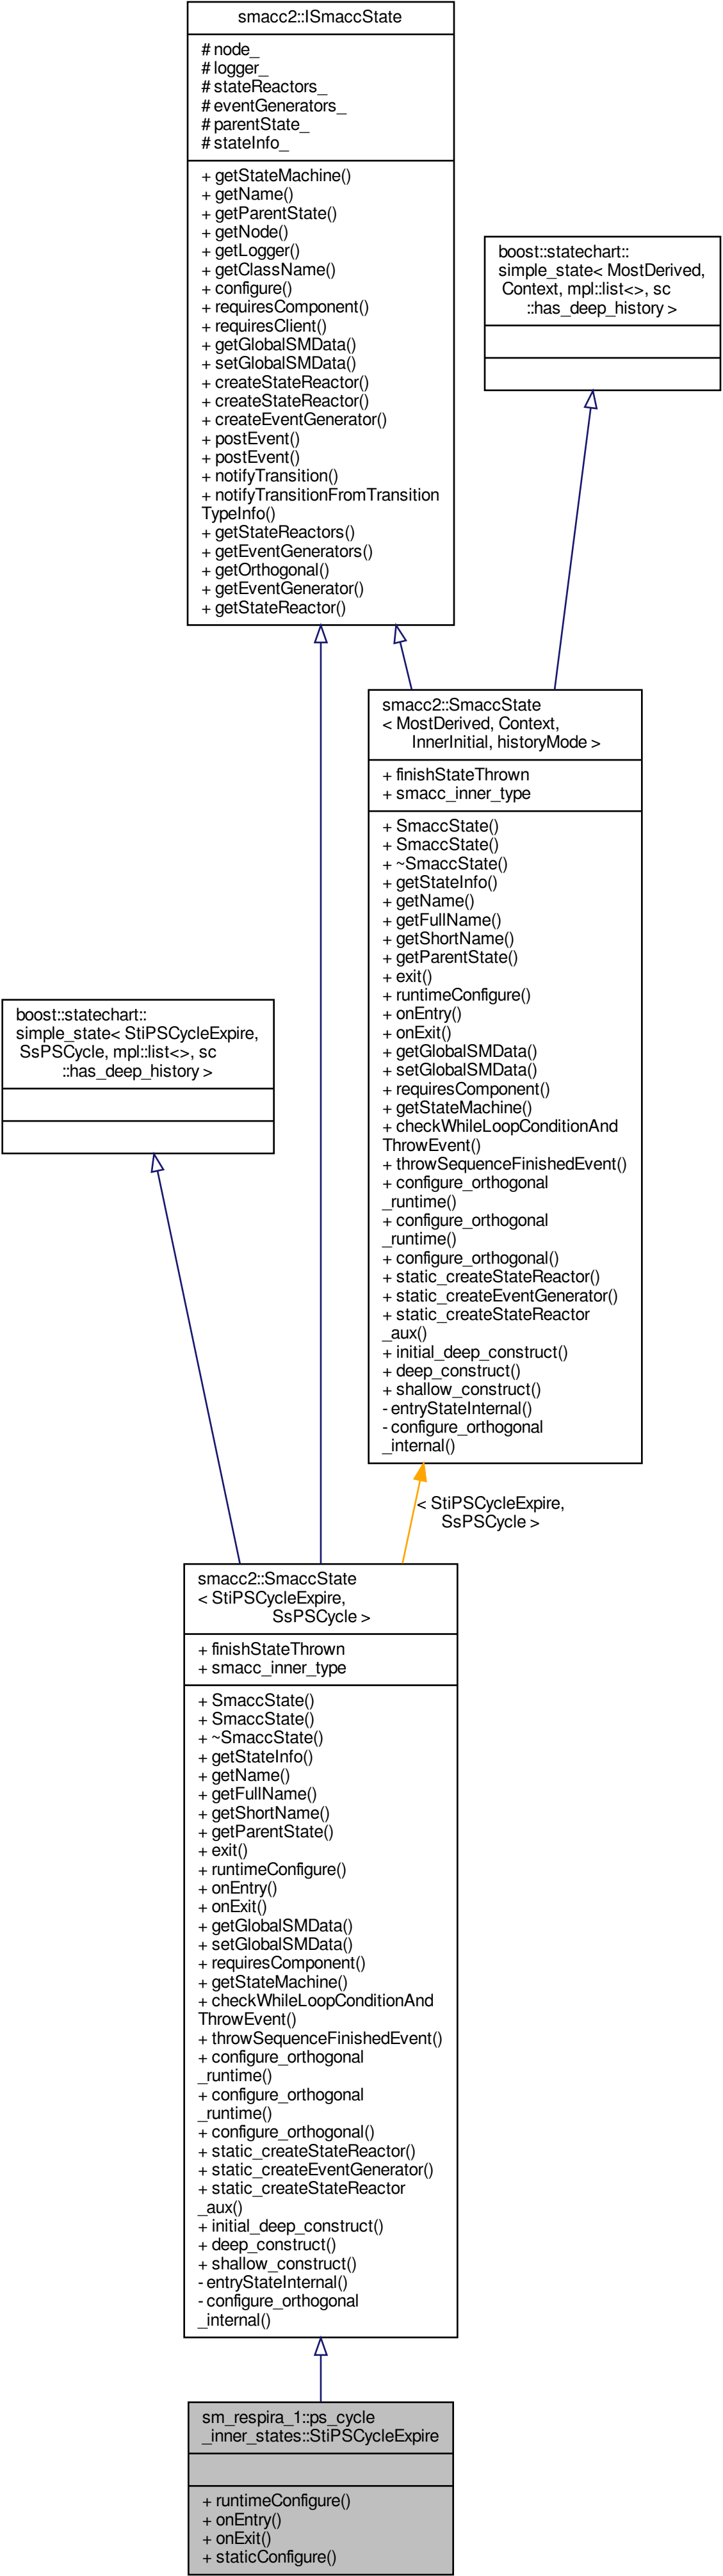 smacc2::ISmaccState
# node_
# logger_
# stateReactors_
# eventGenerators_
# parentState_
# stateInfo_
+ getStateMachine()
+ getName()
+ getParentState()
+ getNode()
+ getLogger()
+ getClassName()
+ configure()
+ requiresComponent()
+ requiresClient()
+ getGlobalSMData()
+ setGlobalSMData()
+ createStateReactor()
+ createStateReactor()
+ createEventGenerator()
+ postEvent()
+ postEvent()
+ notifyTransition()
+ notifyTransitionFromTransition
TypeInfo()
+ getStateReactors()
+ getEventGenerators()
+ getOrthogonal()
+ getEventGenerator()
+ getStateReactor()
boost::statechart::
simple_state< MostDerived,
Context, mpl::list<>, sc
::has_deep_history >
smacc2::SmaccState
< MostDerived, Context,
InnerInitial, historyMode >
+ finishStateThrown
+ smacc_inner_type
+ SmaccState()
+ SmaccState()
+ ~SmaccState()
+ getStateInfo()
+ getName()
+ getFullName()
+ getShortName()
+ getParentState()
+ exit()
+ runtimeConfigure()
+ onEntry()
+ onExit()
+ getGlobalSMData()
+ setGlobalSMData()
+ requiresComponent()
+ getStateMachine()
+ checkWhileLoopConditionAnd
ThrowEvent()
+ throwSequenceFinishedEvent()
+ configure_orthogonal
_runtime()
+ configure_orthogonal
_runtime()
+ configure_orthogonal()
+ static_createStateReactor()
+ static_createEventGenerator()
+ static_createStateReactor
_aux()
+ initial_deep_construct()
+ deep_construct()
+ shallow_construct()
- entryStateInternal()
- configure_orthogonal
_internal()
boost::statechart::
simple_state< StiPSCycleExpire,
SsPSCycle, mpl::list<>, sc
::has_deep_history >
< StiPSCycleExpire,
SsPSCycle >
smacc2::SmaccState
< StiPSCycleExpire,
SsPSCycle >
+ finishStateThrown
+ smacc_inner_type
+ SmaccState()
+ SmaccState()
+ ~SmaccState()
+ getStateInfo()
+ getName()
+ getFullName()
+ getShortName()
+ getParentState()
+ exit()
+ runtimeConfigure()
+ onEntry()
+ onExit()
+ getGlobalSMData()
+ setGlobalSMData()
+ requiresComponent()
+ getStateMachine()
+ checkWhileLoopConditionAnd
ThrowEvent()
+ throwSequenceFinishedEvent()
+ configure_orthogonal
_runtime()
+ configure_orthogonal
_runtime()
+ configure_orthogonal()
+ static_createStateReactor()
+ static_createEventGenerator()
+ static_createStateReactor
_aux()
+ initial_deep_construct()
+ deep_construct()
+ shallow_construct()
- entryStateInternal()
- configure_orthogonal
_internal()
sm_respira_1::ps_cycle
_inner_states::StiPSCycleExpire
+ runtimeConfigure()
+ onEntry()
+ onExit()
+ staticConfigure()